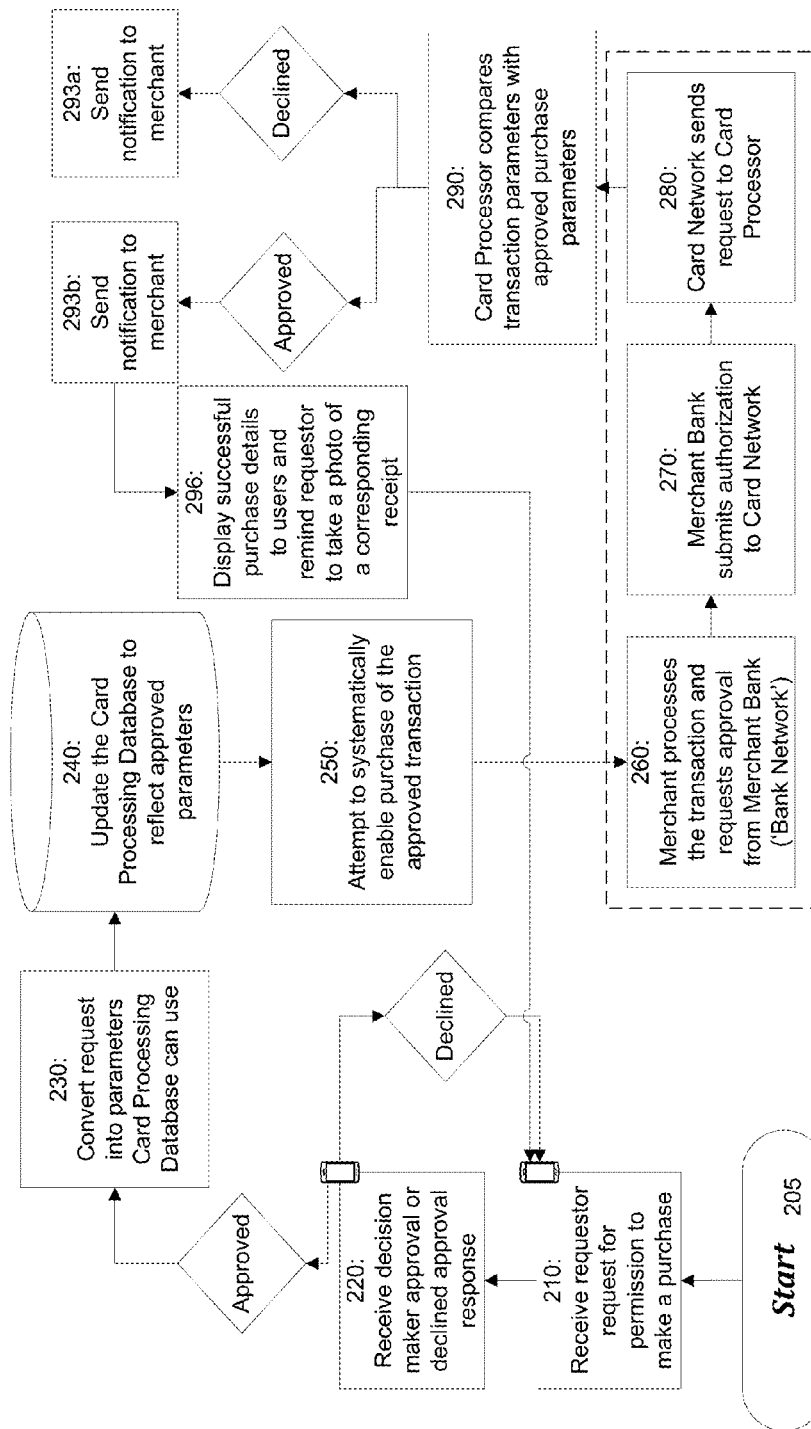 Start 205
210:
Receive requestor
request for
permission to
make a purchase
220:
Receive decision
maker approval or
declined approval
response
Approved
Declined
230:
Convert request
into parameters
Card Processing
Database can use
240:
Update the Card
Processing Database to
reflect approved
parameters
250:
Attempt to systematically
enable purchase of the
approved transaction
260:
Merchant processes
the transaction and
requests approval
from Merchant Bank
('Bank Network')
270:
Merchant Bank
submits authorization
to Card Network
280:
Card Network sends
request to Card
Processor
290:
Card Processor compares
transaction parameters with
approved purchase
parameters
Approved
Declined
293b:
Send
notification to
merchant
293a:
Send
notification to
merchant
296:
Display successful
purchase details
to users and
remind requestor
to take a photo of
a corresponding
receipt